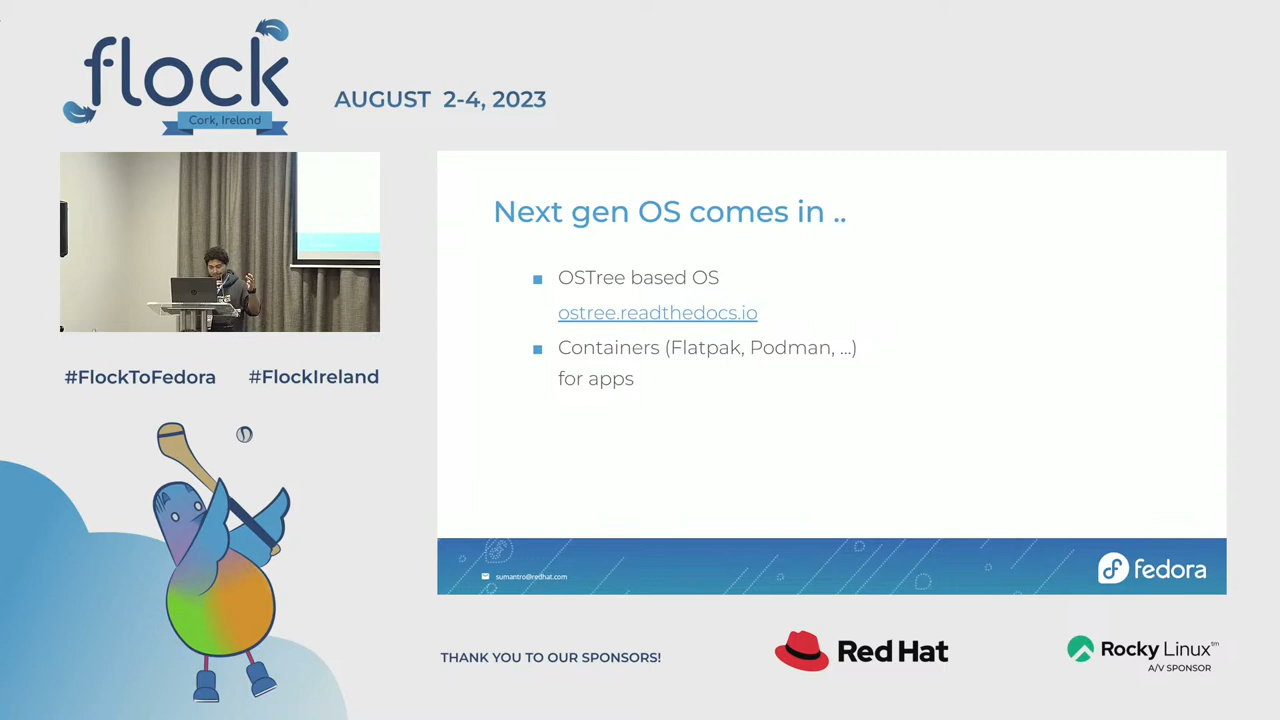 flock
Cork, Ireland
AUGUST 2-4, 2023
Next gen OS comes in ..
OSTree based OS
ostree.readthedocs.io
Containers (Flatpak, Podman, ...)
for apps
#FlockToFedora #FlockIreland
sumantro@redhat.com
fedora
THANK YOU TO OUR SPONSORS!
Red Hat
Rocky Linux™
A/V SPONSOR